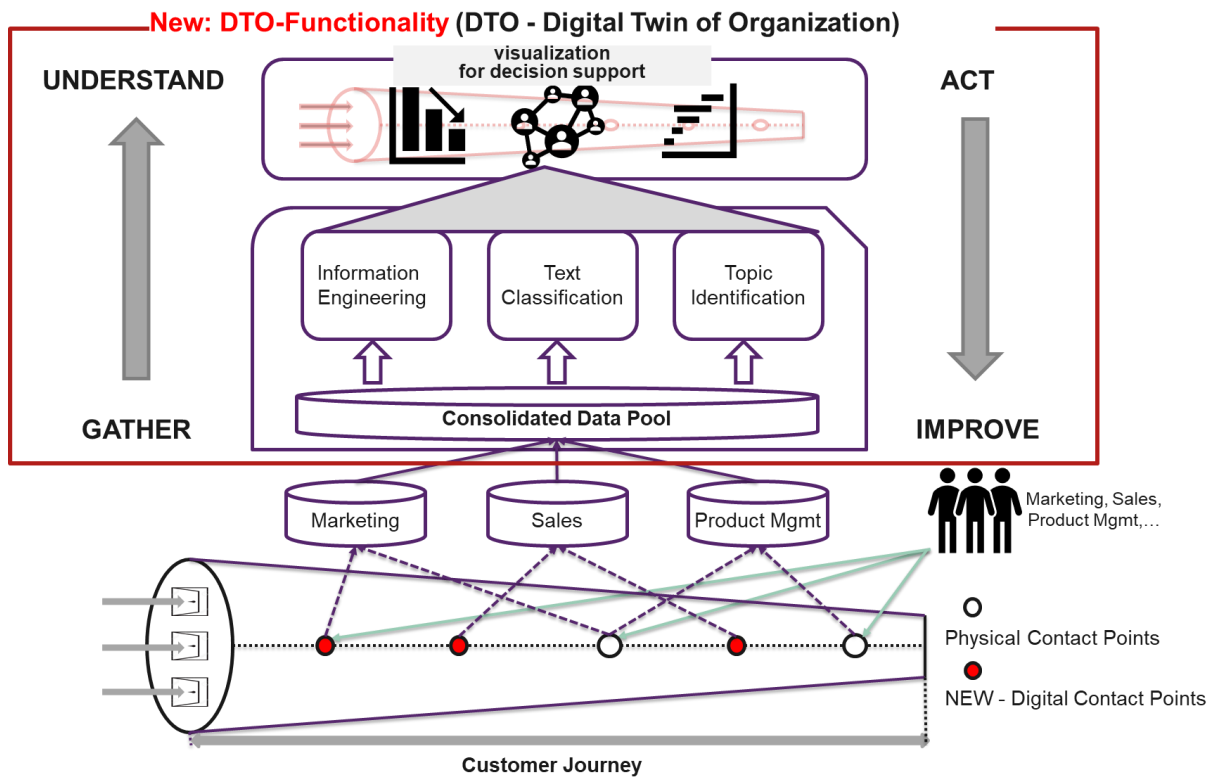 New: DTO-Functionality (DTO - Digital Twin of Organization)
visualization
for decision support
UNDERSTAND
ACT
Information
Engineering
Text
Classification
Topic
Identification
Consolidated Data Pool
GATHER
IMPROVE
Marketing
Sales
Product Mgmt
Marketing, Sales,
Product Mgmt,...
Physical Contact Points
NEW - Digital Contact Points
Customer Journey